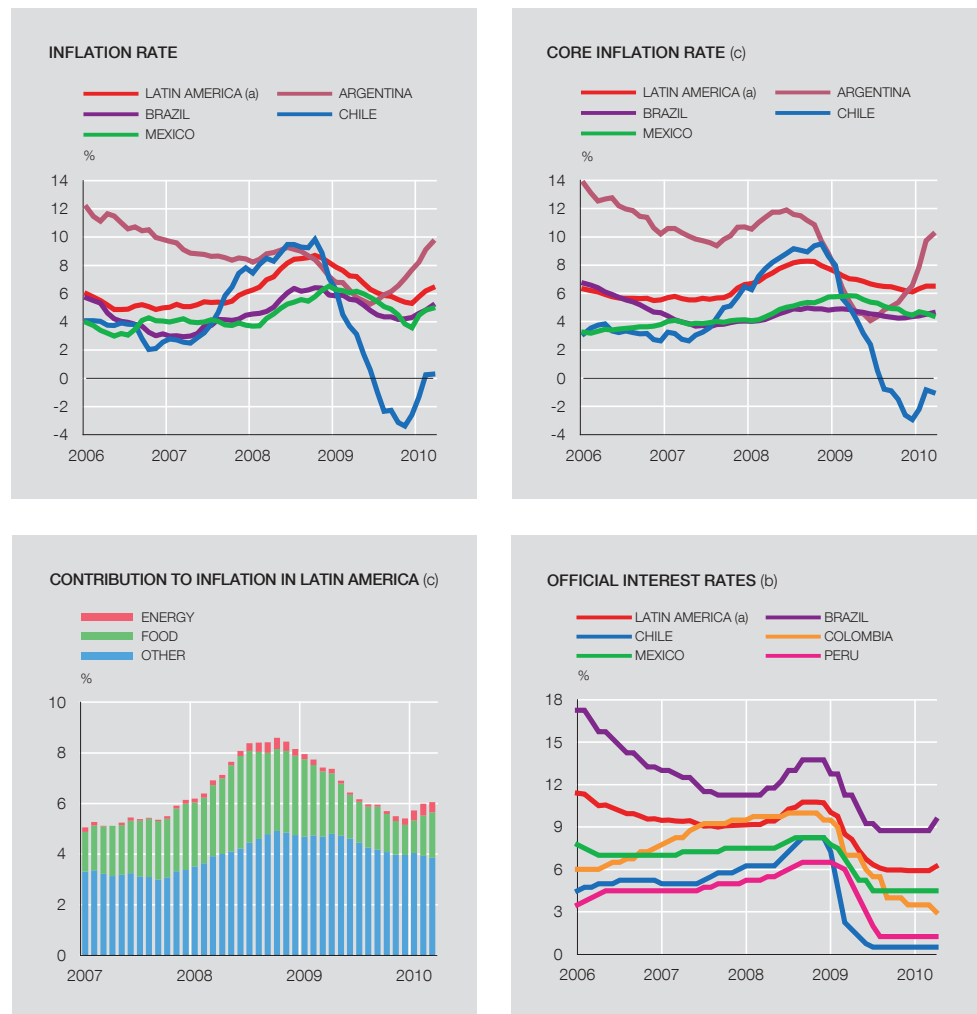 INFLATION RATE
LATIN AMERICA (a) ARGENTINA
BRAZIL CHILE
MEXICO
%
14
12
10
8
6
4
2
0
-2
-4
2006 2007 2008 2009 2010
CORE INFLATION RATE (c)
LATIN AMERICA (a) ARGENTINA
BRAZIL CHILE
MEXICO
%
14
12
10
8
6
4
2
0
-2
-4
2006 2007 2008 2009 2010
CONTRIBUTION TO INFLATION IN LATIN AMERICA (c)
ENERGY
FOOD
OTHER
%
10
8
6
4
2
0
2007 2008 2009 2010
OFFICIAL INTEREST RATES (b)
LATIN AMERICA (a) BRAZIL
CHILE COLOMBIA
MEXICO PERU
%
18
15
12
9
6
3
0
2006 2007 2008 2009 2010